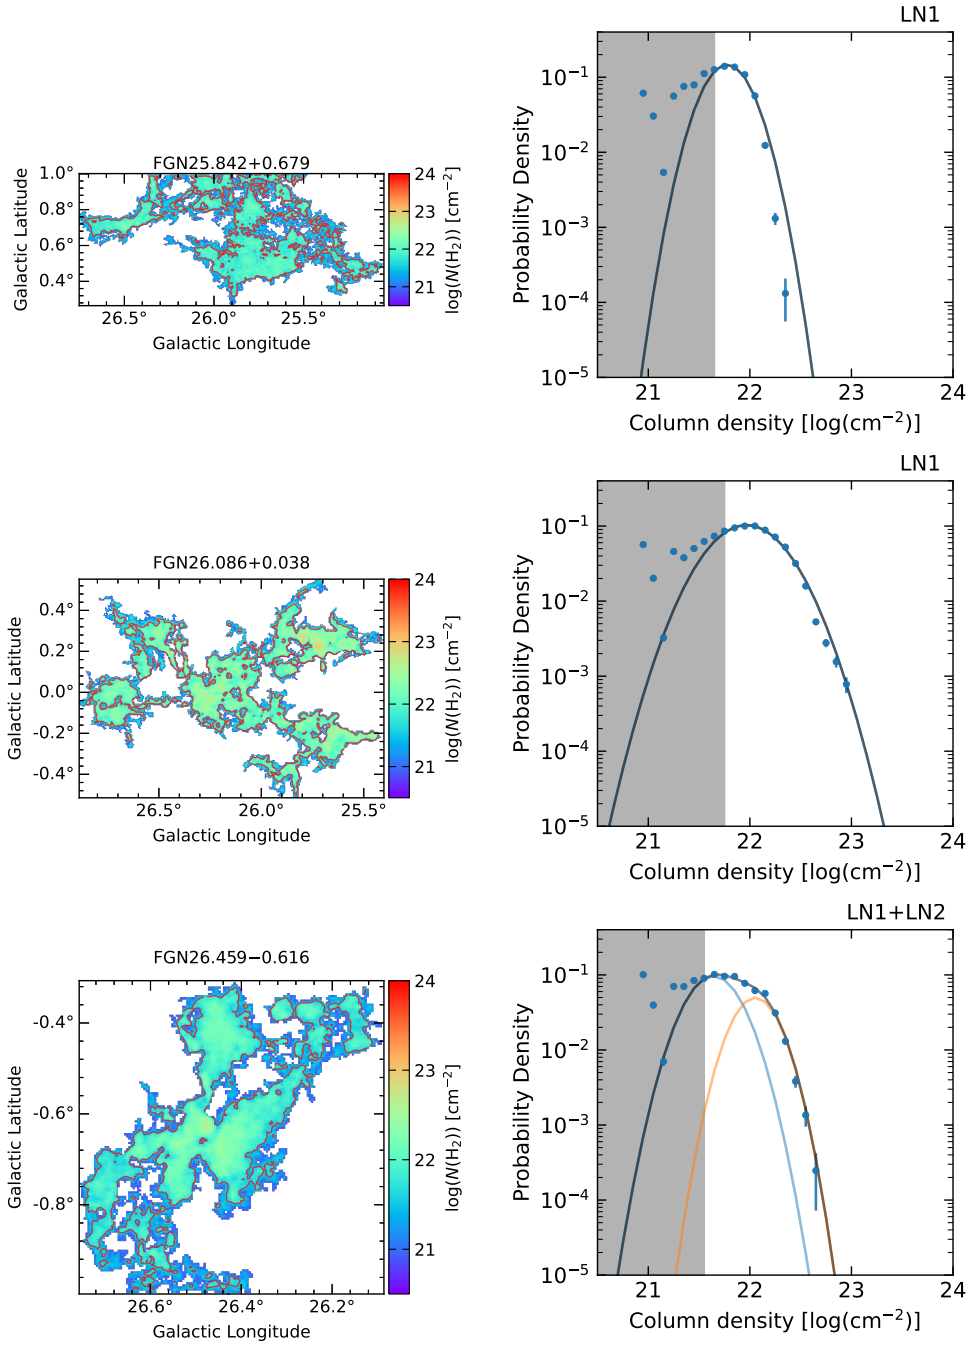 LN1
FGN25.842+0.679
1.0°
0.8
0.6
0.4°
26.5°
26.0°
25.5°
Galactic Latitude
Galactic Longitude
24
23
22
21
log(N(H₂)) [cm⁻²]
10⁻¹
10⁻²
10⁻³
10⁻⁴
10⁻⁵
21
22
23
24
Probability Density
Column density [log(cm⁻²)]
LN1
FGN26.086+0.038
0.4°
0.2°
0.0°
-0.2°
-0.4°
26.5°
26.0°
25.5°
Galactic Latitude
Galactic Longitude
24
23
22
21
log(N(H₂)) [cm⁻²]
10⁻¹
10⁻²
10⁻³
10⁻⁴
10⁻⁵
21
22
23
24
Probability Density
Column density [log(cm⁻²)]
LN1+LN2
FGN26.459−0.616
-0.4°
-0.6°
-0.8°
26.6°
26.4°
26.2°
Galactic Latitude
Galactic Longitude
24
23
22
21
log(N(H₂)) [cm⁻²]
10⁻¹
10⁻²
10⁻³
10⁻⁴
10⁻⁵
21
22
23
24
Probability Density
Column density [log(cm⁻²)]